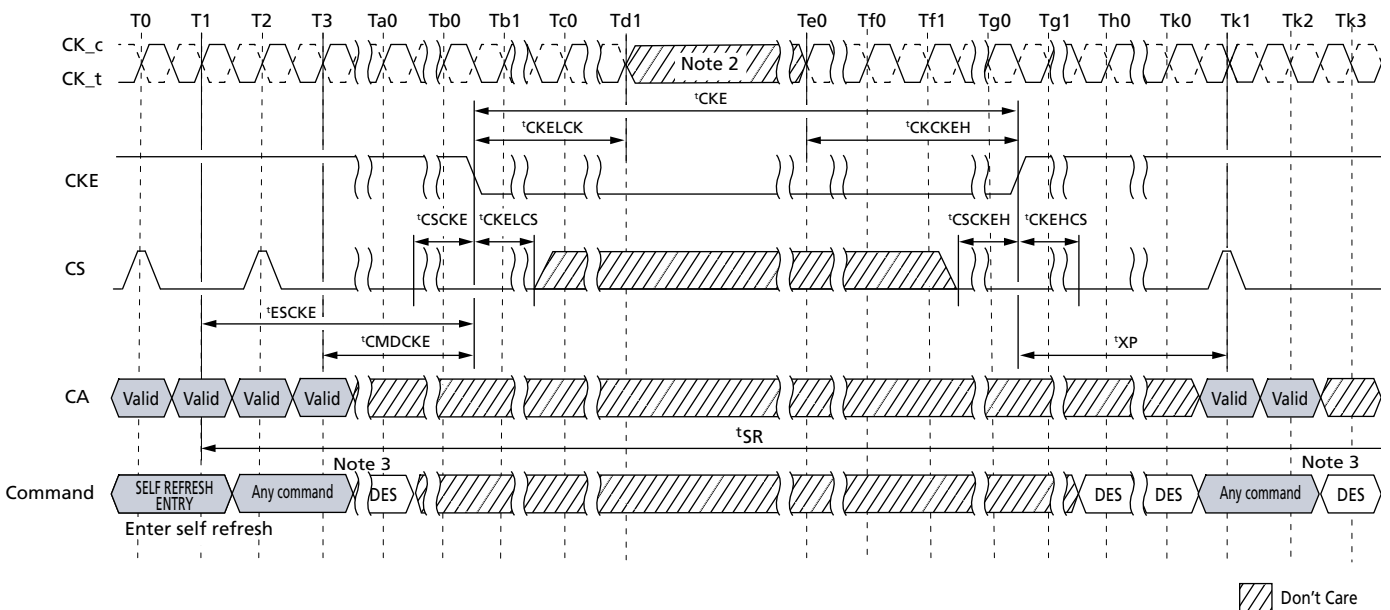 T0 T1 T2 T3 Ta0 Tb0 Tb1 Tc0 Td1 Te0 Tf0 Tf1 Tg0 Tg1 Th0 Tk0 Tk1 Tk2 Tk3
CK_c
CK_t
Note 2
tCKE
tCKELCK tCKCKEH
CKE
tCSCKE tCKELCS tCSCKEH tCKEHCS
CS
tESCKE
tCMDCKE tXP
CA Valid Valid Valid Valid Valid Valid
tSR
Note 3 Note 3
Command SELF REFRESH ENTRY Any command DES DES DES Any command DES
Enter self refresh
Don't Care